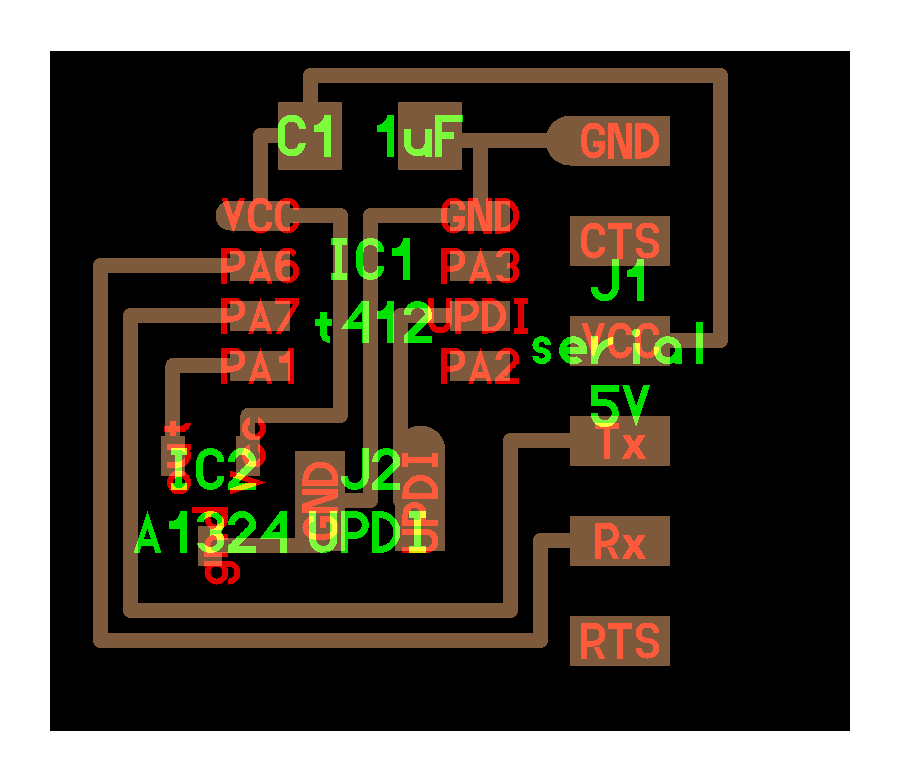 C1 1uF GND
VCC GND CTS
IC1 J1
PA6 PA3
PA7 t412 UPDI VCC
serial
PA1 PA2
5V
out Vcc Tx
IC2 J2
GND UPDI
A1324 UPDI
gnd Rx
RTS